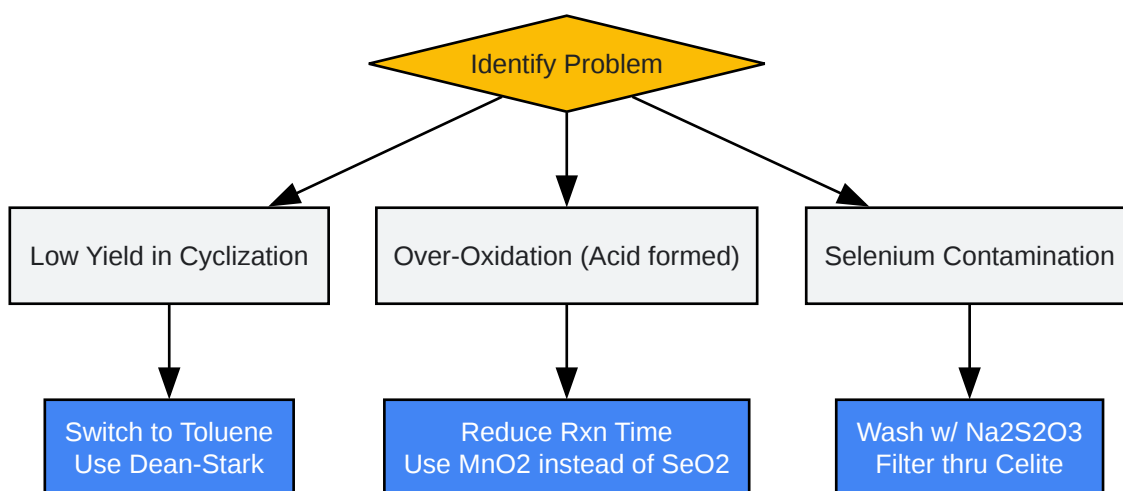 Identify Problem
Low Yield in Cyclization
Over-Oxidation (Acid formed)
Selenium Contamination
Switch to Toluene
Use Dean-Stark
Reduce Rxn Time
Use MnO2 instead of SeO2
Wash w/ Na2S2O3
Filter thru Celite